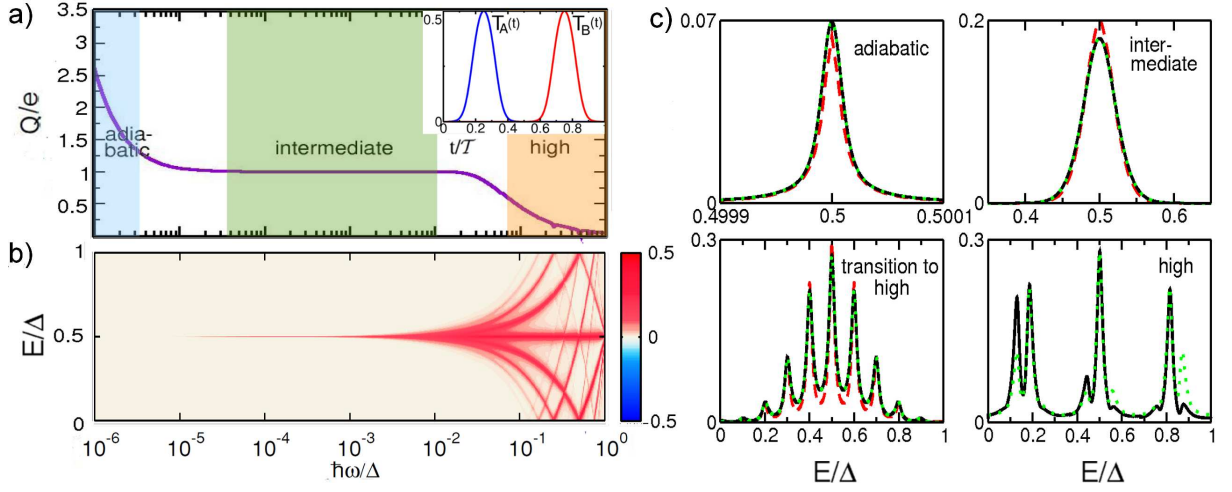 a)
3.5
3
2.5
2
1.5
1
0.5
Q/e
adia-
batic
intermediate
high
0.5
0
T_A(t)
T_B(t)
0 0.2 0.4 0.6 0.8 1
t/𝒯
b)
1
0.5
0
E/Δ
10^-6 10^-5 10^-4 10^-3 10^-2 10^-1 10^0
ħω/Δ
0.5
0
-0.5
c)
0.07
0
0.4999 0.5 0.5001
adiabatic
0.2
0
0.4 0.5 0.6
inter-
mediate
0.3
0
0 0.2 0.4 0.6 0.8 1
transition to
high
E/Δ
0.3
0
0 0.2 0.4 0.6 0.8 1
high
E/Δ